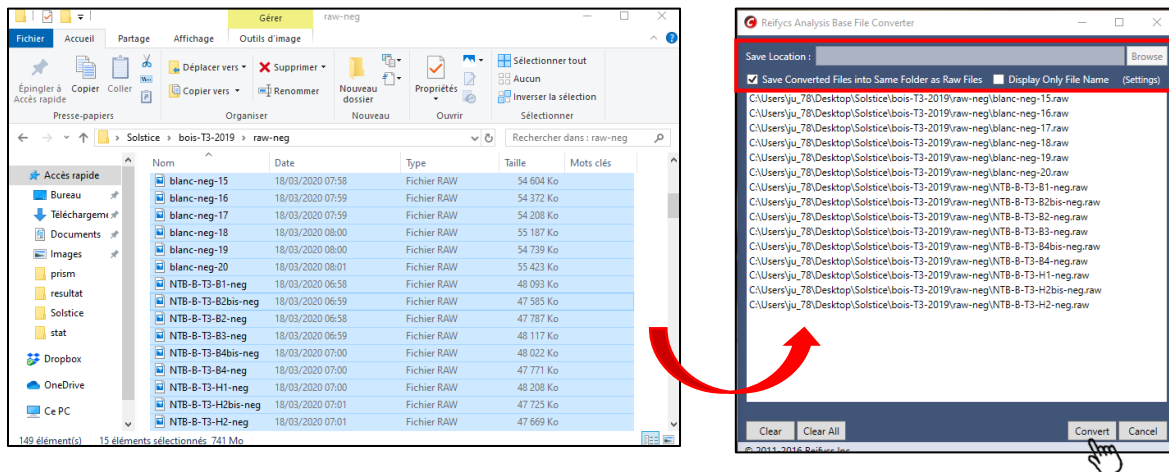 Gérer
raw-neg
Fichier Accueil Partage Affichage Outils d'image
Épingler à Accès rapide
Copier
Coller
Déplacer vers
Copier vers
Supprimer
Renommer
Nouveau dossier
Propriétés
Sélectionner tout
Aucun
Inverser la sélection
Presse-papiers Organiser Nouveau Ouvrir Sélectionner
Solstice > bois-T3-2019 > raw-neg
Rechercher dans : raw-neg
Accès rapide
Bureau
Téléchargeme
Documents
Images
prism
resultat
Solstice
stat
Dropbox
OneDrive
Ce PC
Nom Date Type Taille Mots clés
blanc-neg-15 18/03/2020 07:58 Fichier RAW 54 604 Ko
blanc-neg-16 18/03/2020 07:59 Fichier RAW 54 372 Ko
blanc-neg-17 18/03/2020 07:59 Fichier RAW 54 208 Ko
blanc-neg-18 18/03/2020 08:00 Fichier RAW 55 187 Ko
blanc-neg-19 18/03/2020 08:00 Fichier RAW 54 739 Ko
blanc-neg-20 18/03/2020 08:01 Fichier RAW 55 423 Ko
NTB-B-T3-B1-neg 18/03/2020 06:58 Fichier RAW 48 093 Ko
NTB-B-T3-B2bis-neg 18/03/2020 06:59 Fichier RAW 47 585 Ko
NTB-B-T3-B2-neg 18/03/2020 06:58 Fichier RAW 47 787 Ko
NTB-B-T3-B3-neg 18/03/2020 06:59 Fichier RAW 48 117 Ko
NTB-B-T3-B4bis-neg 18/03/2020 07:00 Fichier RAW 48 022 Ko
NTB-B-T3-B4-neg 18/03/2020 07:00 Fichier RAW 47 771 Ko
NTB-B-T3-H1-neg 18/03/2020 07:00 Fichier RAW 48 208 Ko
NTB-B-T3-H2bis-neg 18/03/2020 07:01 Fichier RAW 47 725 Ko
NTB-B-T3-H2-neg 18/03/2020 07:01 Fichier RAW 47 669 Ko
149 élément(s) 15 éléments sélectionnés 741 Mo
Reifycs Analysis Base File Converter
Save Location : Browse
Save Converted Files into Same Folder as Raw Files Display Only File Name (Settings)
C:\Users\ju_78\Desktop\Solstice\bois-T3-2019\raw-neg\blanc-neg-15.raw
C:\Users\ju_78\Desktop\Solstice\bois-T3-2019\raw-neg\blanc-neg-16.raw
C:\Users\ju_78\Desktop\Solstice\bois-T3-2019\raw-neg\blanc-neg-17.raw
C:\Users\ju_78\Desktop\Solstice\bois-T3-2019\raw-neg\blanc-neg-18.raw
C:\Users\ju_78\Desktop\Solstice\bois-T3-2019\raw-neg\blanc-neg-19.raw
C:\Users\ju_78\Desktop\Solstice\bois-T3-2019\raw-neg\blanc-neg-20.raw
C:\Users\ju_78\Desktop\Solstice\bois-T3-2019\raw-neg\NTB-B-T3-B1-neg.raw
C:\Users\ju_78\Desktop\Solstice\bois-T3-2019\raw-neg\NTB-B-T3-B2bis-neg.raw
C:\Users\ju_78\Desktop\Solstice\bois-T3-2019\raw-neg\NTB-B-T3-B2-neg.raw
C:\Users\ju_78\Desktop\Solstice\bois-T3-2019\raw-neg\NTB-B-T3-B3-neg.raw
C:\Users\ju_78\Desktop\Solstice\bois-T3-2019\raw-neg\NTB-B-T3-B4bis-neg.raw
C:\Users\ju_78\Desktop\Solstice\bois-T3-2019\raw-neg\NTB-B-T3-B4-neg.raw
C:\Users\ju_78\Desktop\Solstice\bois-T3-2019\raw-neg\NTB-B-T3-H1-neg.raw
C:\Users\ju_78\Desktop\Solstice\bois-T3-2019\raw-neg\NTB-B-T3-H2bis-neg.raw
C:\Users\ju_78\Desktop\Solstice\bois-T3-2019\raw-neg\NTB-B-T3-H2-neg.raw
Clear Clear All Convert Cancel
© 2011-2016 Reifycs Inc.